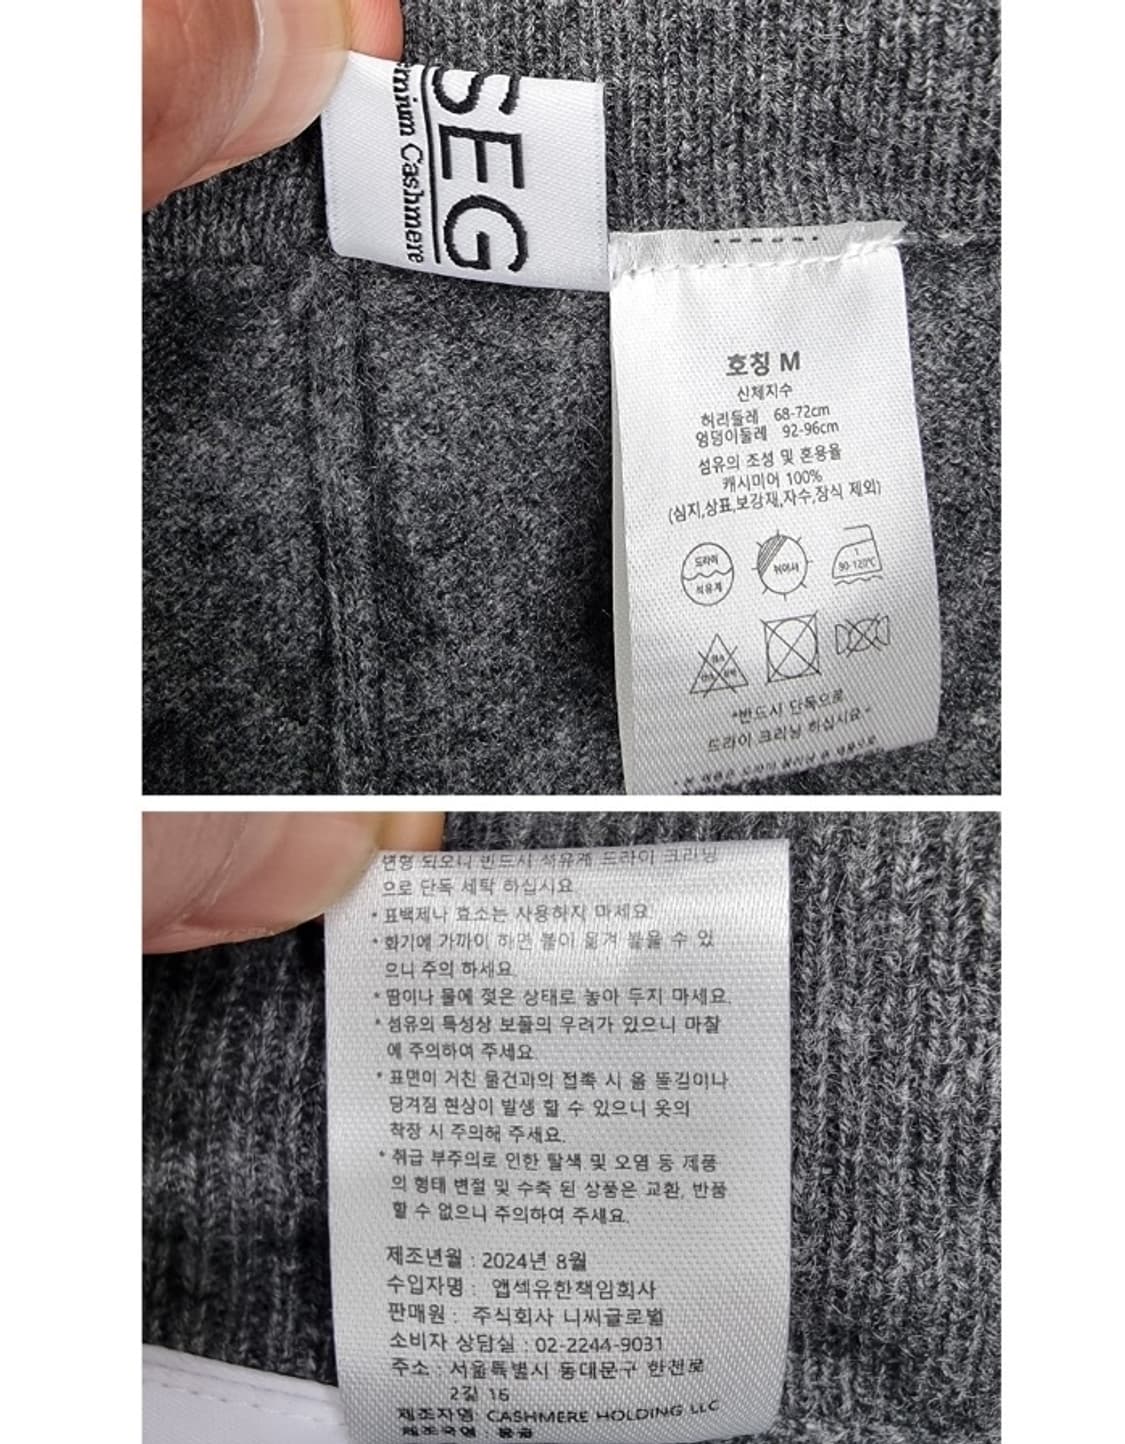 SEG
emium Cashmere
호칭 M
신체지수
허리둘레 68-72cm
엉덩이둘레 92-96cm
섬유의 조성 및 혼용율
캐시미어 100%
(심지,상표,보강재,자수,장식 제외)
드라이
석유계
뉘어서
1
90-120℃
*반드시 단독으로
드라이 크리닝 하십시요*
변형 되오니 반드시 석유계 드라이 크리닝
으로 단독 세탁 하십시요
* 표백제나 효소는 사용하지 마세요.
* 화기에 가까이 하면 불이 옮겨 붙을 수 있
으니 주의 하세요.
* 땀이나 물에 젖은 상태로 놓아 두지 마세요.
* 섬유의 특성상 보풀의 우려가 있으니 마찰
에 주의하여 주세요.
* 표면이 거친 물건과의 접촉 시 올 뜯김이나
당겨짐 현상이 발생 할 수 있으니 옷의
착장 시 주의해 주세요.
* 취급 부주의로 인한 탈색 및 오염 등 제품
의 형태 변절 및 수축 된 상품은 교환, 반품
할 수 없으니 주의하여 주세요.
제조년월 : 2024년 8월
수입자명 : 앱섹유한책임회사
판매원 : 주식회사 니씨글로벌
소비자 상담실 : 02-2244-9031
주소 : 서울특별시 동대문구 한천로
2길 16
제조자명: CASHMERE HOLDING LLC
제조국명 : 몽골